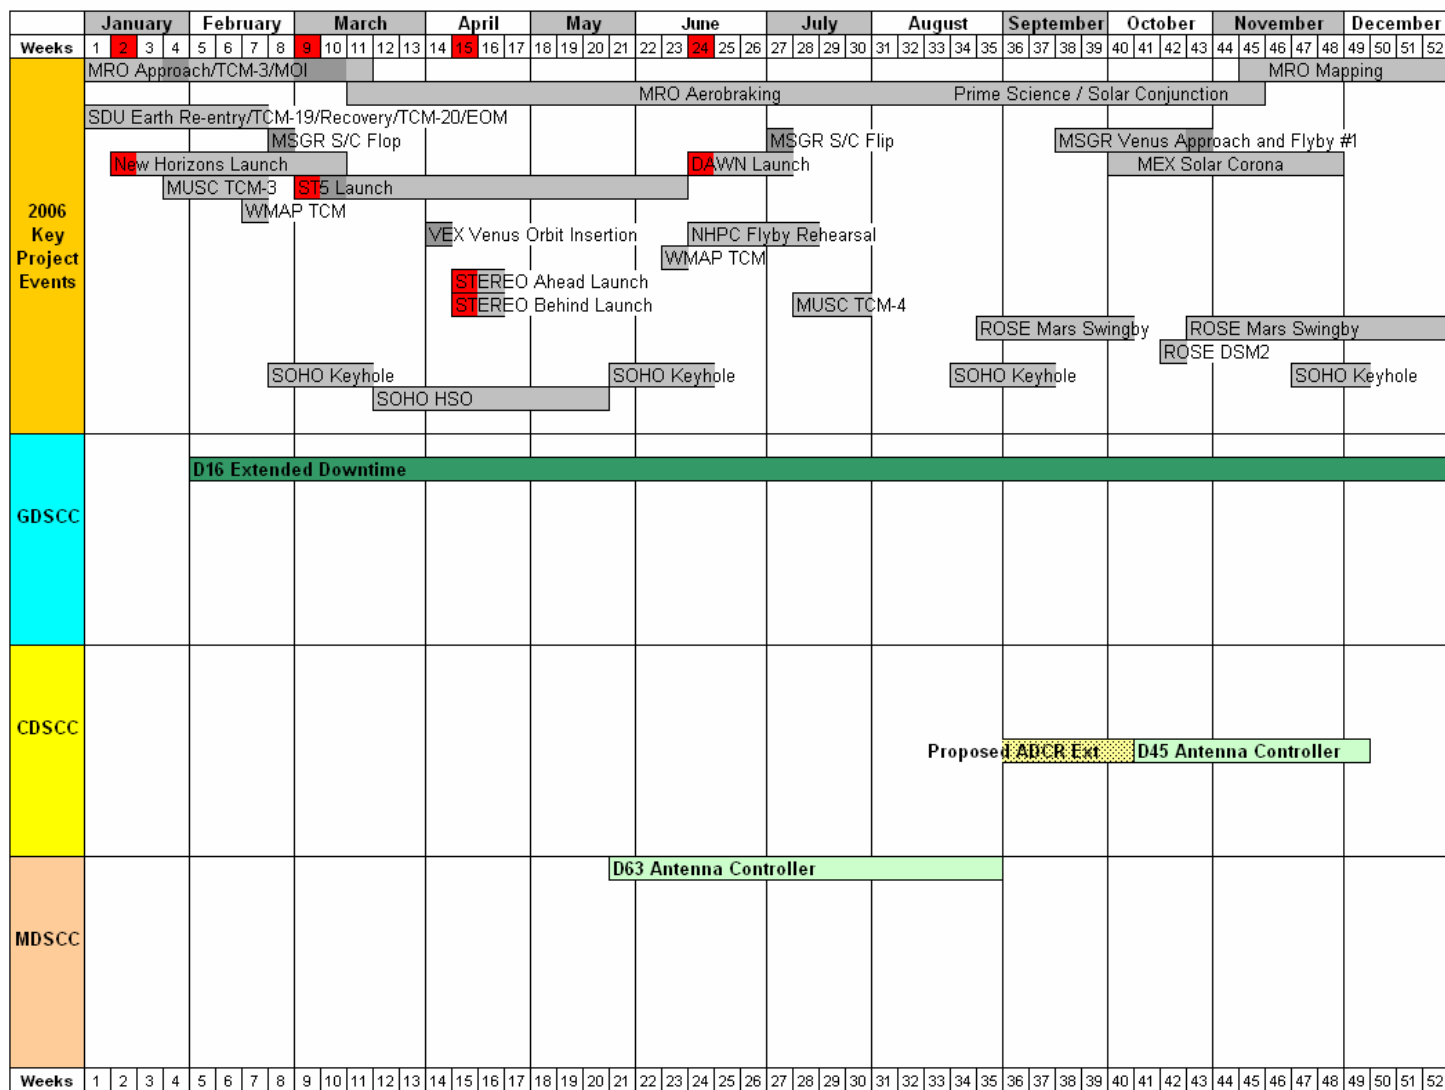 January February March April May June July August September October November December
Weeks 1 2 3 4 5 6 7 8 9 10 11 12 13 14 15 16 17 18 19 20 21 22 23 24 25 26 27 28 29 30 31 32 33 34 35 36 37 38 39 40 41 42 43 44 45 46 47 48 49 50 51 52
MRO Approach/TCM-3/MOI MRO Mapping
MRO Aerobraking Prime Science / Solar Conjunction
SDU Earth Re-entry/TCM-19/Recovery/TCM-20/EOM
MSGR S/C Flop MSGR S/C Flip MSGR Venus Approach and Flyby #1
New Horizons Launch DAWN Launch MEX Solar Corona
MUSC TCM-3 ST5 Launch
WMAP TCM
2006
Key
Project
Events
VEX Venus Orbit Insertion NHPC Flyby Rehearsal
WMAP TCM
STEREO Ahead Launch
STEREO Behind Launch MUSC TCM-4
ROSE Mars Swingby ROSE Mars Swingby
ROSE DSM2
SOHO Keyhole SOHO Keyhole SOHO Keyhole SOHO Keyhole
SOHO HSO
D16 Extended Downtime
GDSCC
CDSCC
Proposed ADCR Ext D45 Antenna Controller
D63 Antenna Controller
MDSCC
Weeks 1 2 3 4 5 6 7 8 9 10 11 12 13 14 15 16 17 18 19 20 21 22 23 24 25 26 27 28 29 30 31 32 33 34 35 36 37 38 39 40 41 42 43 44 45 46 47 48 49 50 51 52